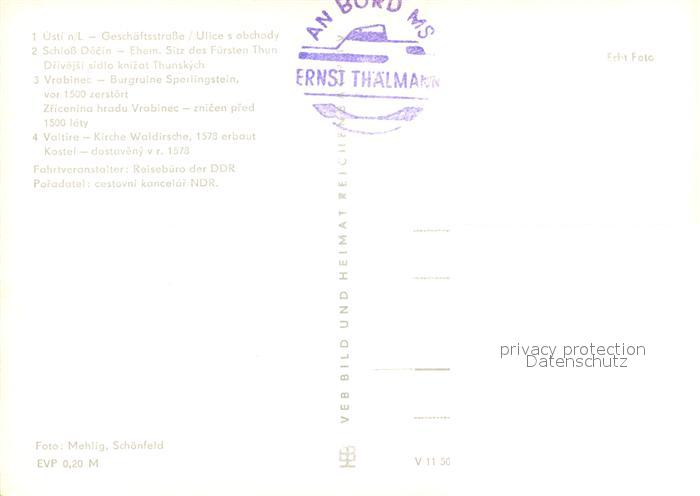 1 Ústí n/L – Geschäftsstraße / Ulice s obchody
2 Schloß Děčín – Ehem. Sitz des Fürsten Thun
Dřívější sídlo knížat Thunských
3 Vrabinec – Burgruine Sperlingstein,
vor 1500 zerstört
Zřícenina hradu Vrabinec – zničen před
1500 léty
4 Valtire – Kirche Waldirsche, 1578 erbaut
Kostel – dostavěný v r. 1578
Fahrtveranstalter: Reisebüro der DDR
Pořadatel: cestovní kancelář NDR.
AN BORD MS
ERNST THÄLMANN
Echt Foto
VEB BILD UND HEIMAT
privacy protection
Datenschutz
Foto: Mehlig, Schönfeld
EVP 0,20 M
V 11 50